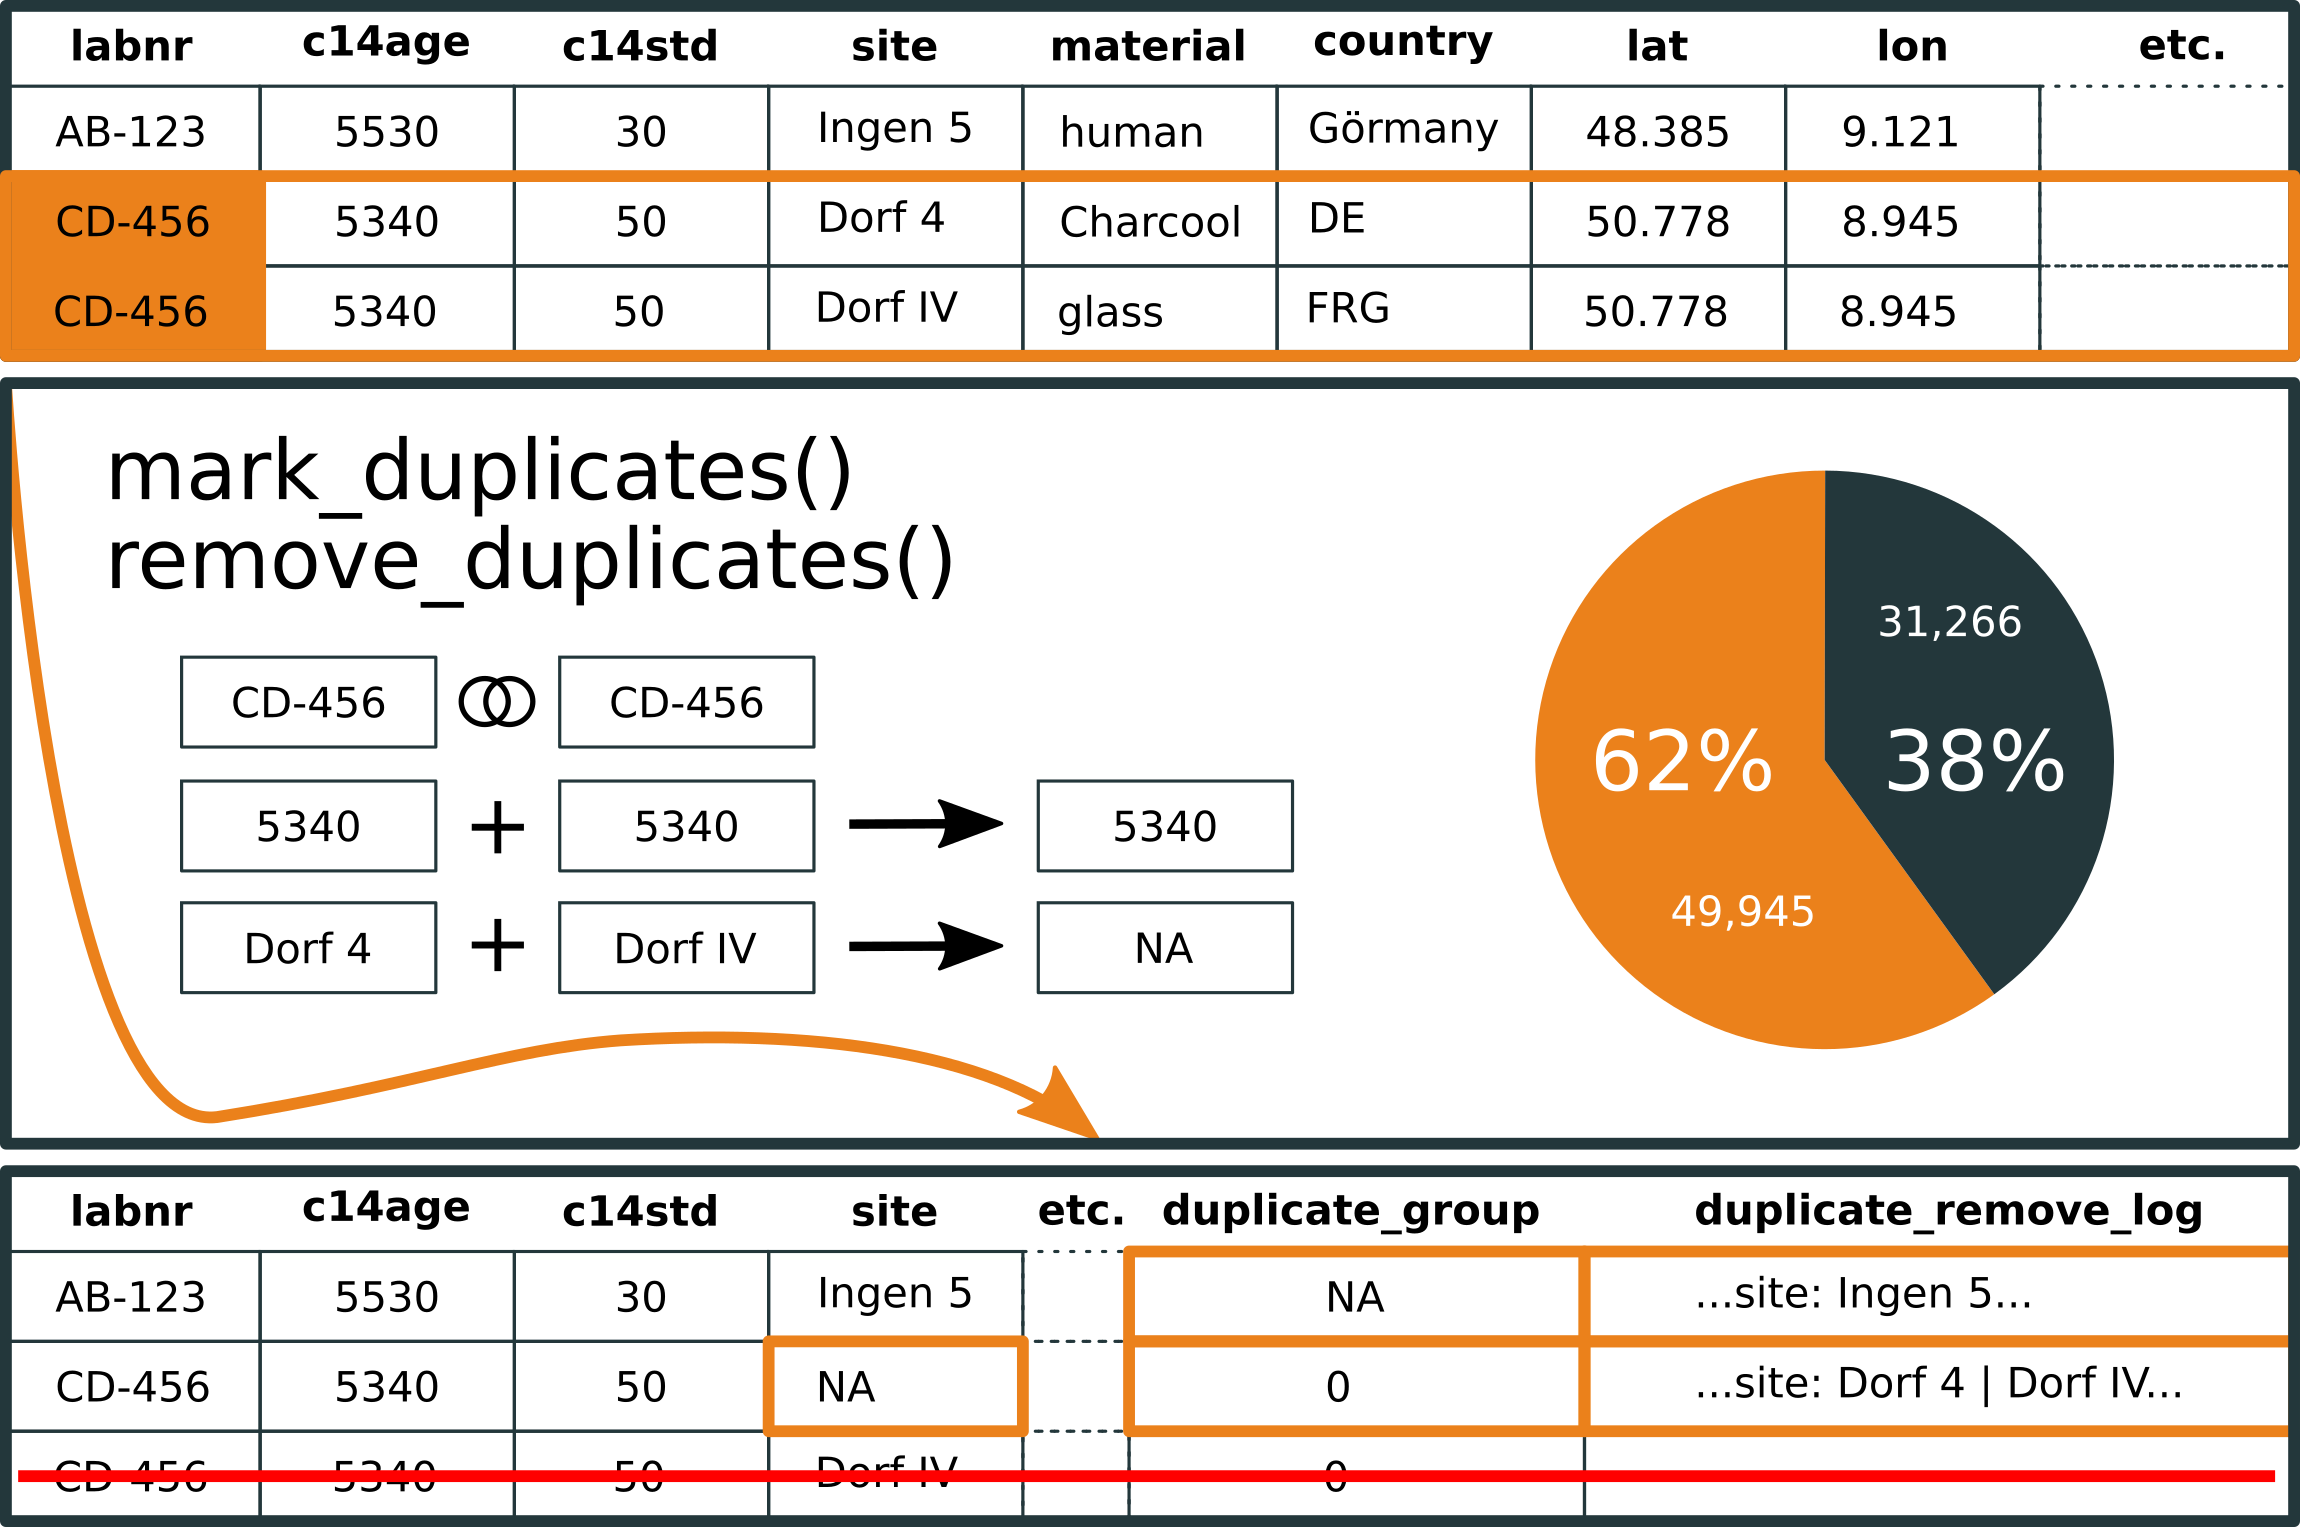 labnr c14age c14std site material country lat lon etc.
AB-123 5530 30 Ingen 5 human Görmany 48.385 9.121
CD-456 5340 50 Dorf 4 Charcool DE 50.778 8.945
CD-456 5340 50 Dorf IV glass FRG 50.778 8.945
mark_duplicates()
remove_duplicates()
CD-456 CD-456
5340 + 5340 5340
Dorf 4 + Dorf IV NA
31,266
62% 38%
49,945
labnr c14age c14std site etc. duplicate_group duplicate_remove_log
AB-123 5530 30 Ingen 5 NA ...site: Ingen 5...
CD-456 5340 50 NA 0 ...site: Dorf 4 | Dorf IV...
CD-456 5340 50 Dorf IV 0